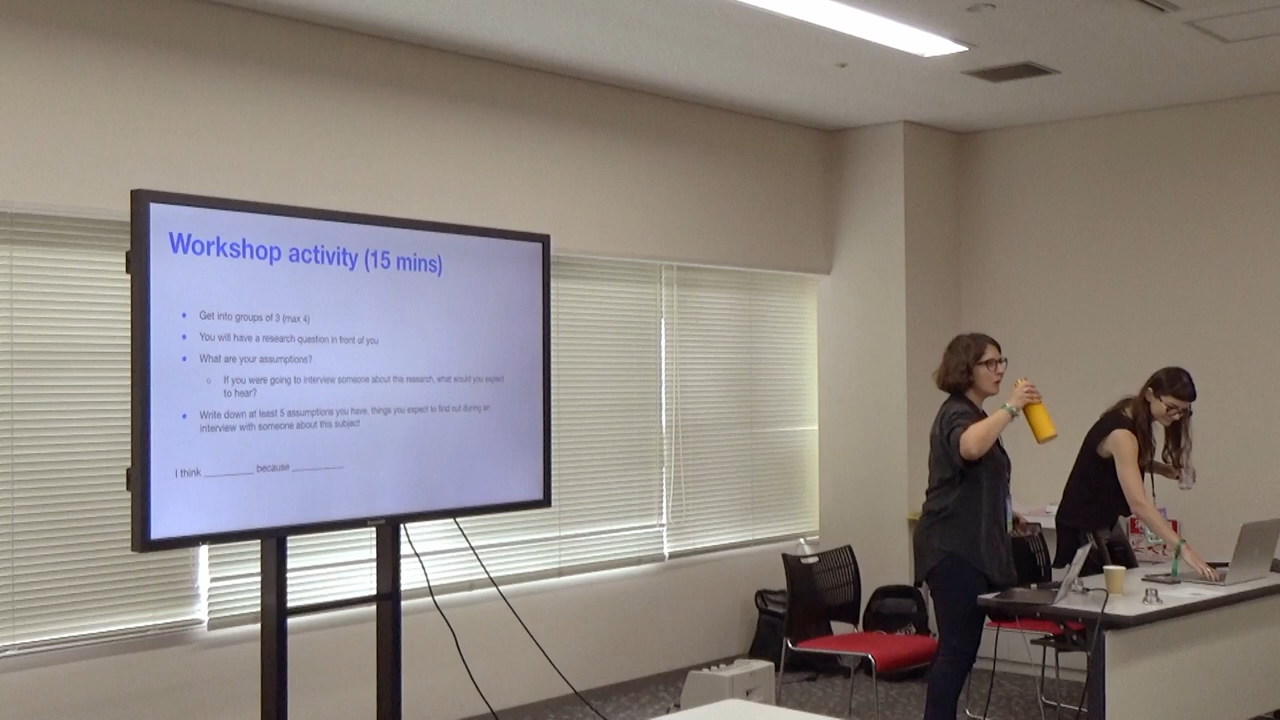 Workshop activity (15 mins)
Get into groups of 3 (max 4)
You will have a research question in front of you
What are your assumptions?
If you were going to interview someone about this research, what would you expect
to hear?
Write down at least 5 assumptions you have, things you expect to find out during an
interview with someone about this subject
I think _________ because _________